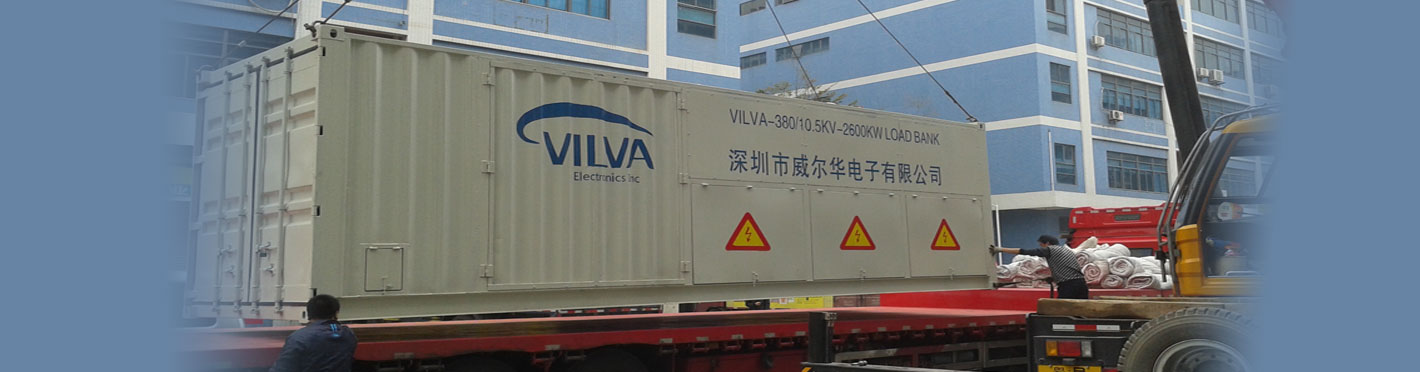 VILVA
Electronics Inc
VILVA-380/10.5KV-2600KW LOAD BANK
深圳市威尔华电子有限公司